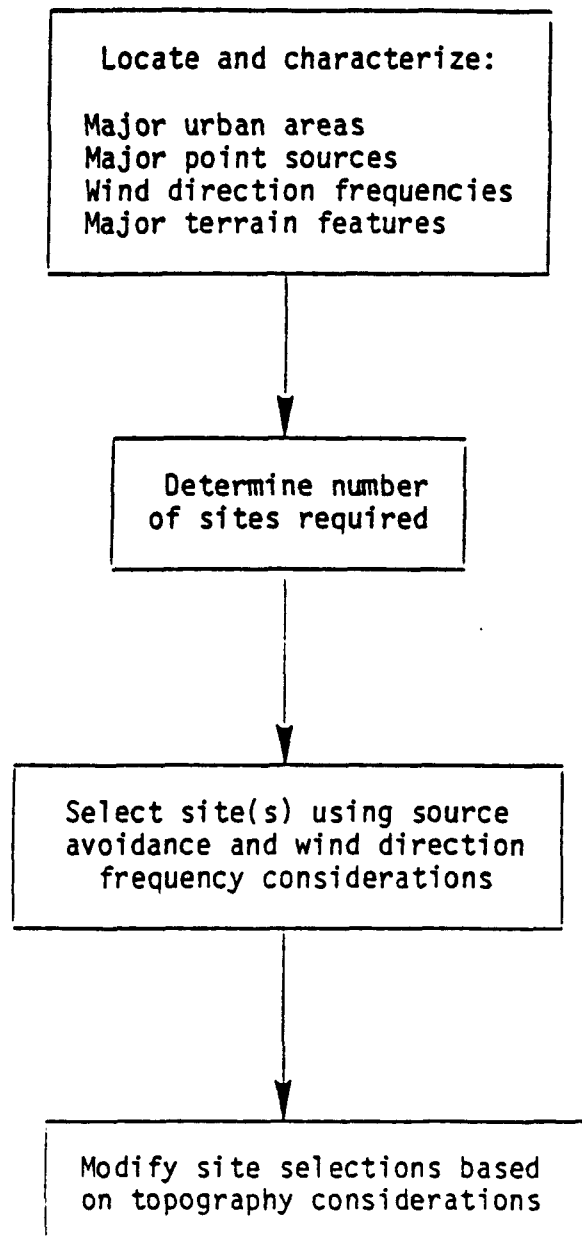 Locate and characterize:
Major urban areas
Major point sources
Wind direction frequencies
Major terrain features
Determine number
of sites required
Select site(s) using source
avoidance and wind direction
frequency considerations
Modify site selections based
on topography considerations